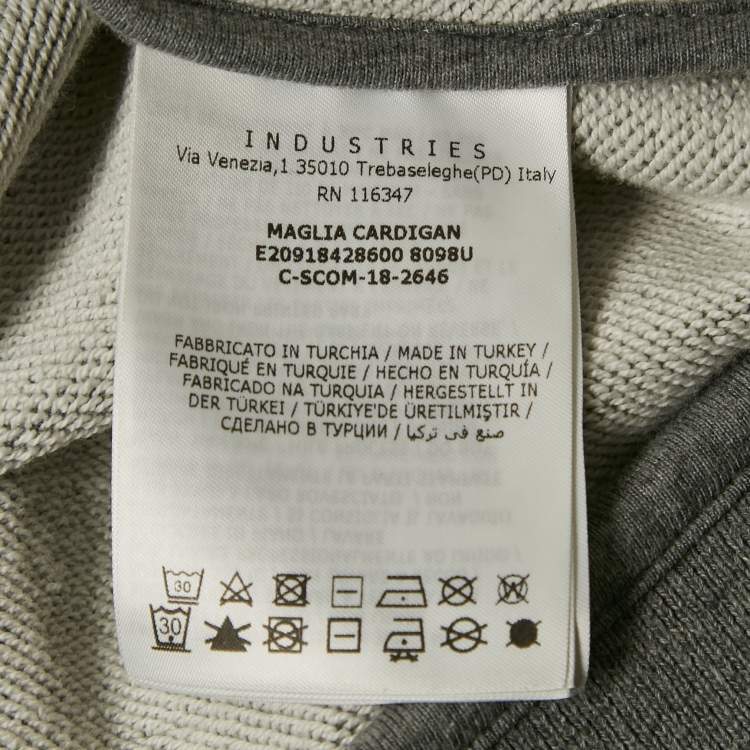 INDUSTRIES
Via Venezia,1 35010 Trebaseleghe(PD) Italy
RN 116347
MAGLIA CARDIGAN
E20918428600 8098U
C-SCOM-18-2646
FABBRICATO IN TURCHIA / MADE IN TURKEY /
FABRIQUÉ EN TURQUIE / HECHO EN TURQUÍA /
FABRICADO NA TURQUIA / HERGESTELLT IN
DER TÜRKEI / TÜRKİYE'DE ÜRETILMIŞTIR /
СДЕЛАНО В ТУРЦИИ / صنع في تركيا
30 W
30